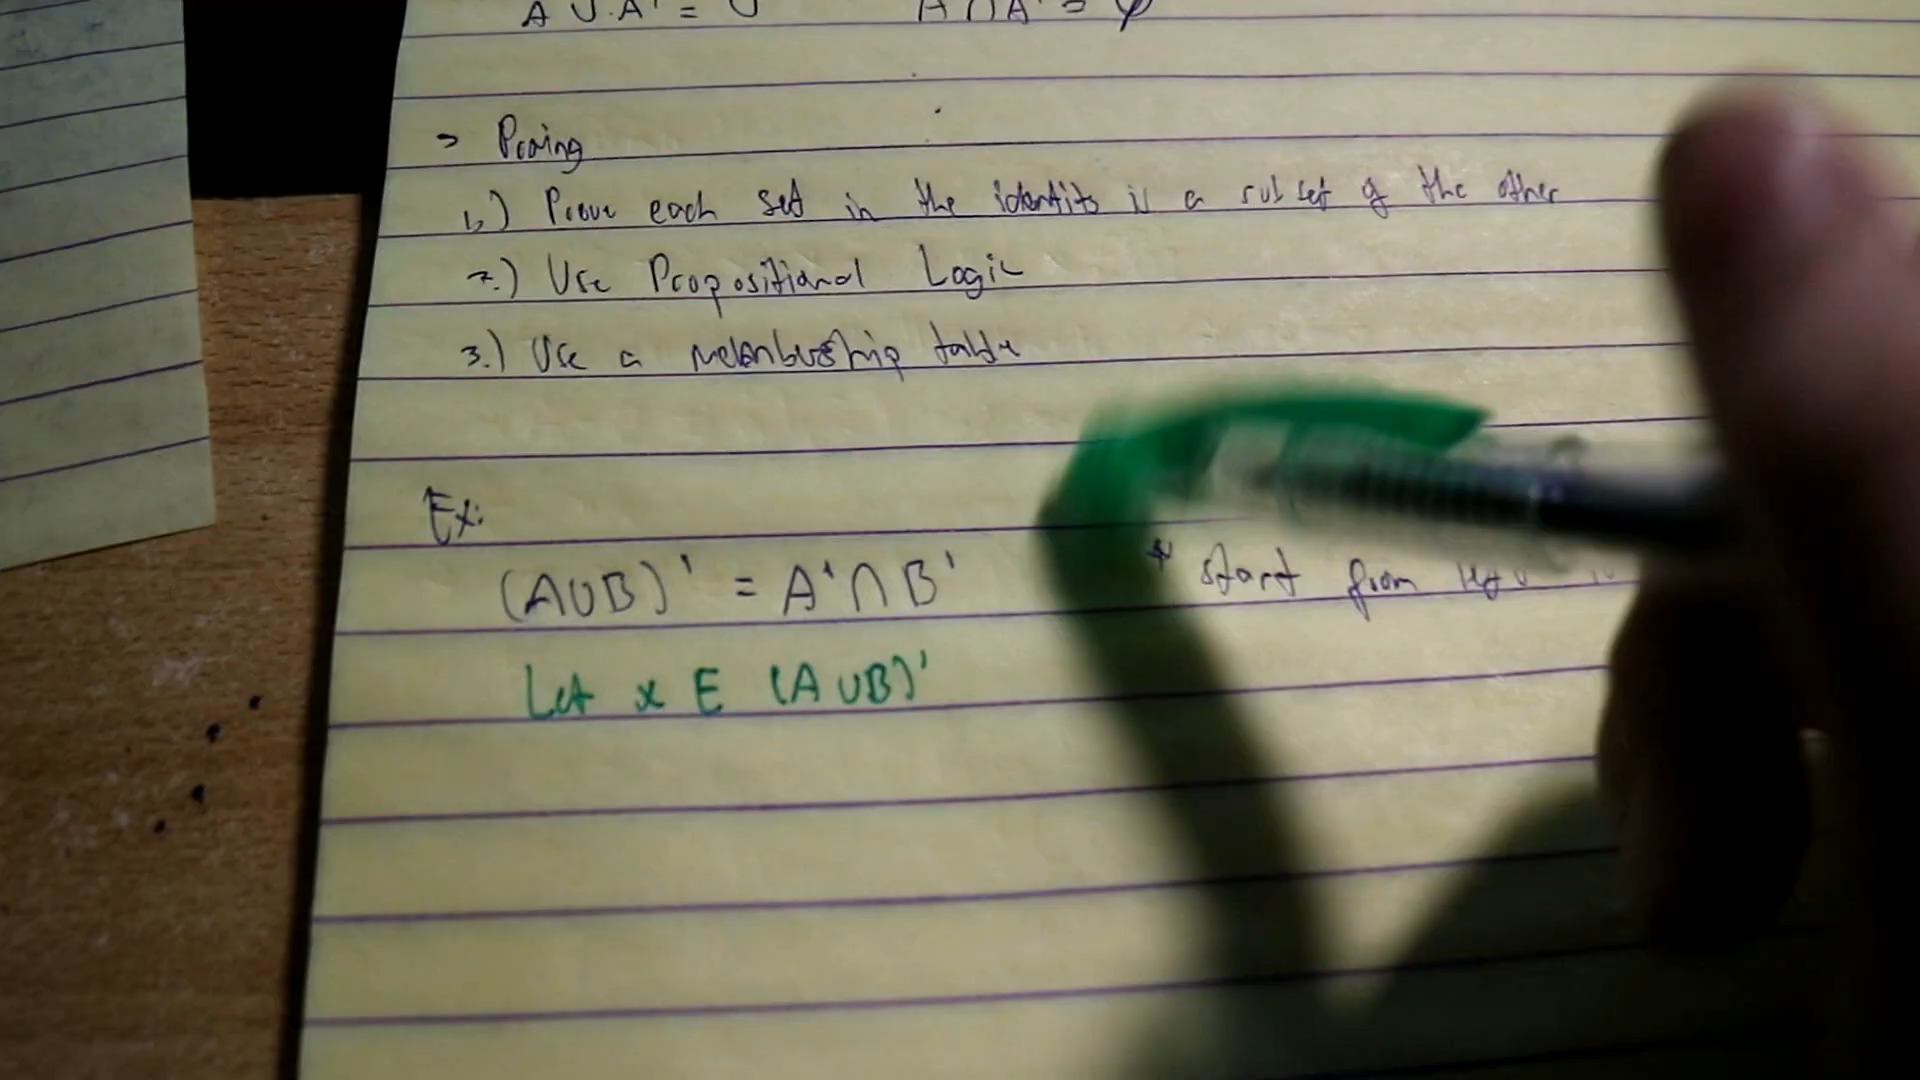 A ∪ A' = U A ∩ A' = φ
> Proving
1.) Prove each set in the identity is a subset of the other
2.) Use Propositional Logic
3.) Use a membership table
Ex:
(A∪B)' = A'∩B' * start from
Let x E (A∪B)'